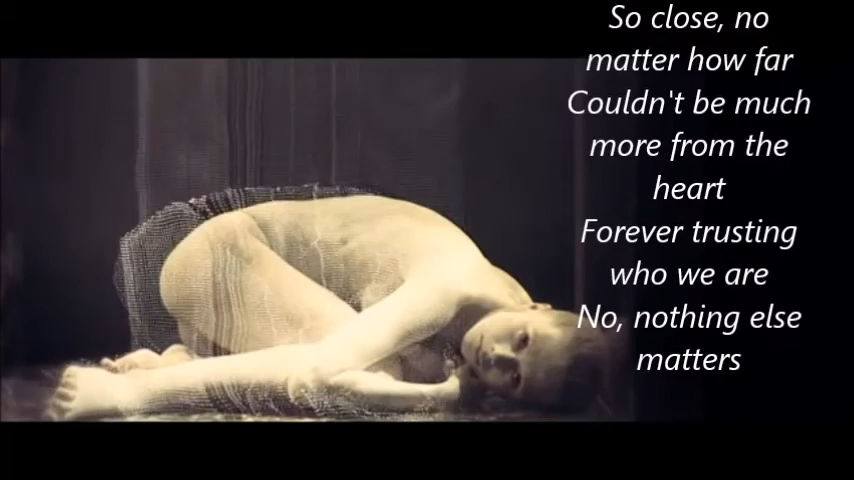 So close, no
matter how far
Couldn't be much
more from the
heart
Forever trusting
who we are
No, nothing else
matters